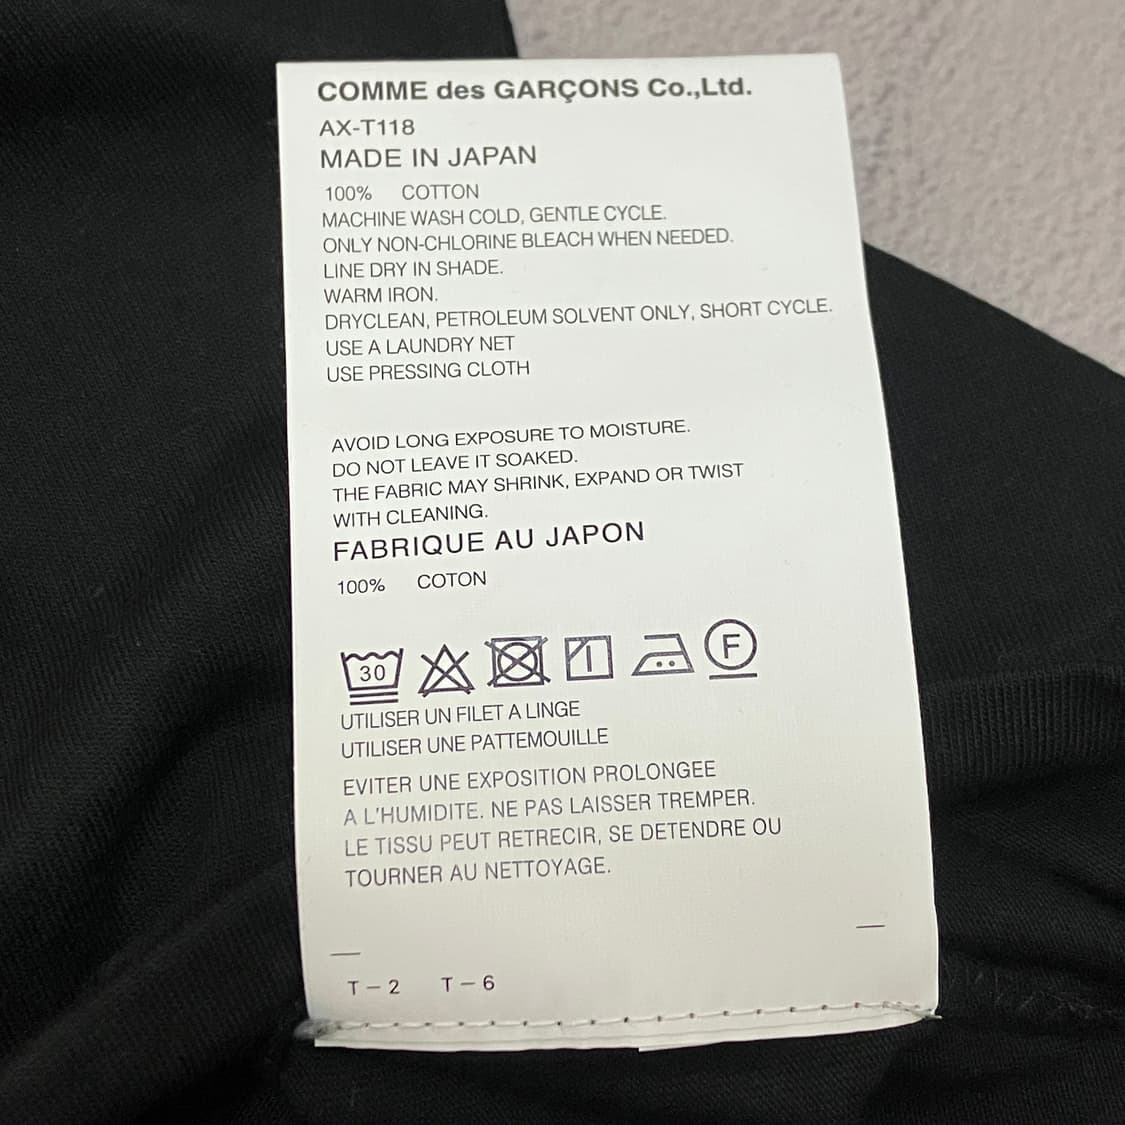 COMME des GARÇONS Co.,Ltd.
AX-T118
MADE IN JAPAN
100% COTTON
MACHINE WASH COLD, GENTLE CYCLE.
ONLY NON-CHLORINE BLEACH WHEN NEEDED.
LINE DRY IN SHADE.
WARM IRON.
DRYCLEAN, PETROLEUM SOLVENT ONLY, SHORT CYCLE.
USE A LAUNDRY NET
USE PRESSING CLOTH
AVOID LONG EXPOSURE TO MOISTURE.
DO NOT LEAVE IT SOAKED.
THE FABRIC MAY SHRINK, EXPAND OR TWIST
WITH CLEANING.
FABRIQUE AU JAPON
100% COTON
30 F
UTILISER UN FILET A LINGE
UTILISER UNE PATTEMOUILLE
EVITER UNE EXPOSITION PROLONGEE
A L'HUMIDITE. NE PAS LAISSER TREMPER.
LE TISSU PEUT RETRECIR, SE DETENDRE OU
TOURNER AU NETTOYAGE.
T-2 T-6